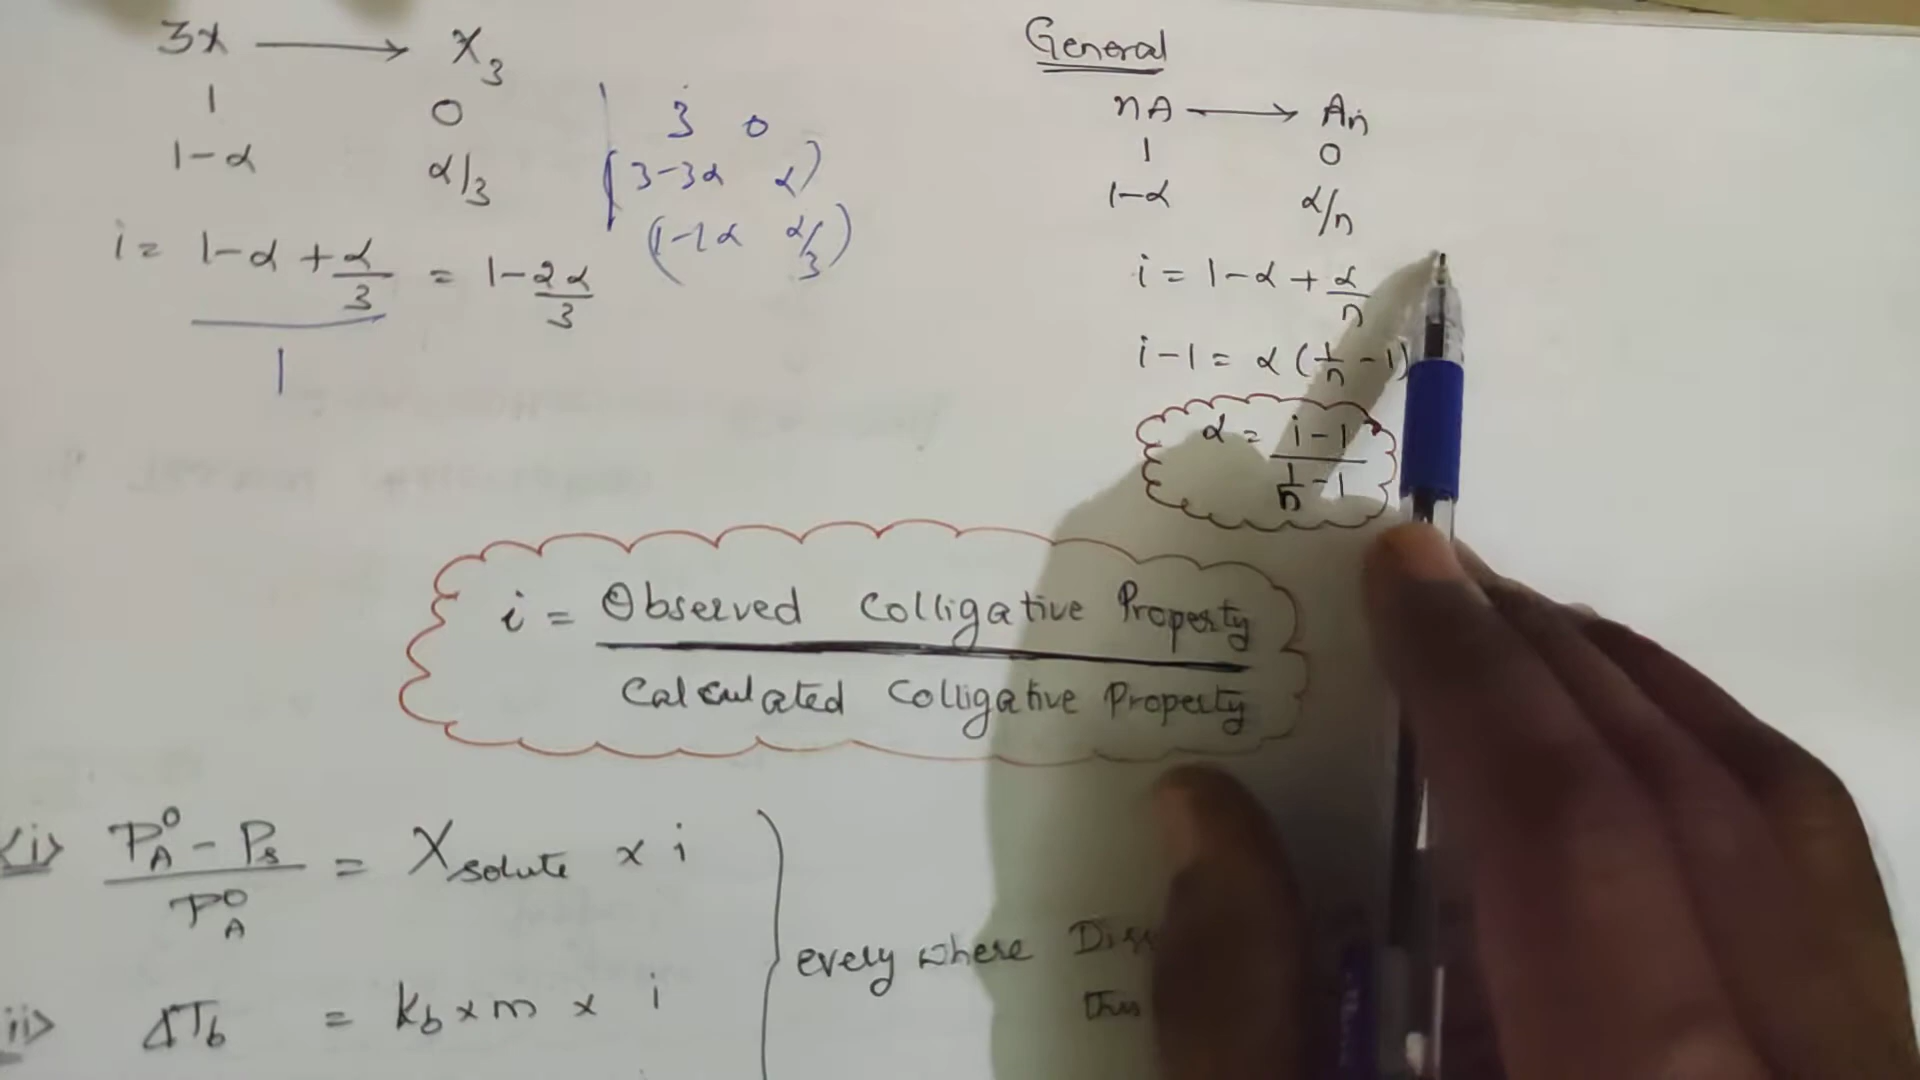 3x → x₃
1 0
1-α α/3
i = (1-α + α/3)/1 = 1 - 2α/3
3 0
(3-3α α)
(1-1α α/3)
General
nA → An
1 0
1-α α/n
i = 1-α + α/n
i-1 = α(1/n - 1)
α = (i-1)/(1/n - 1)
i = Observed Colligative Property
Calculated Colligative Property
<i> (P°A - Ps)/P°A = Xsolute × i
ii> ΔTb = Kb × m × i
every where
this